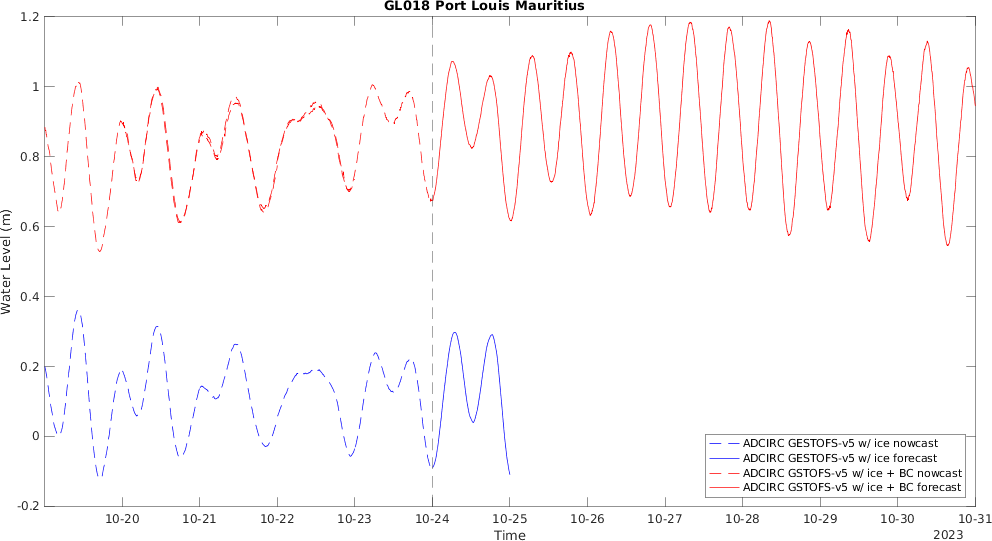 GL018 Port Louis Mauritius
1.2
1
0.8
0.6
0.4
0.2
0
-0.2
Water Level (m)
ADCIRC GESTOFS-v5 w/ ice nowcast
ADCIRC GESTOFS-v5 w/ ice forecast
ADCIRC GSTOFS-v5 w/ ice + BC nowcast
ADCIRC GSTOFS-v5 w/ ice + BC forecast
10-20 10-21 10-22 10-23 10-24 10-25 10-26 10-27 10-28 10-29 10-30 10-31
Time
2023